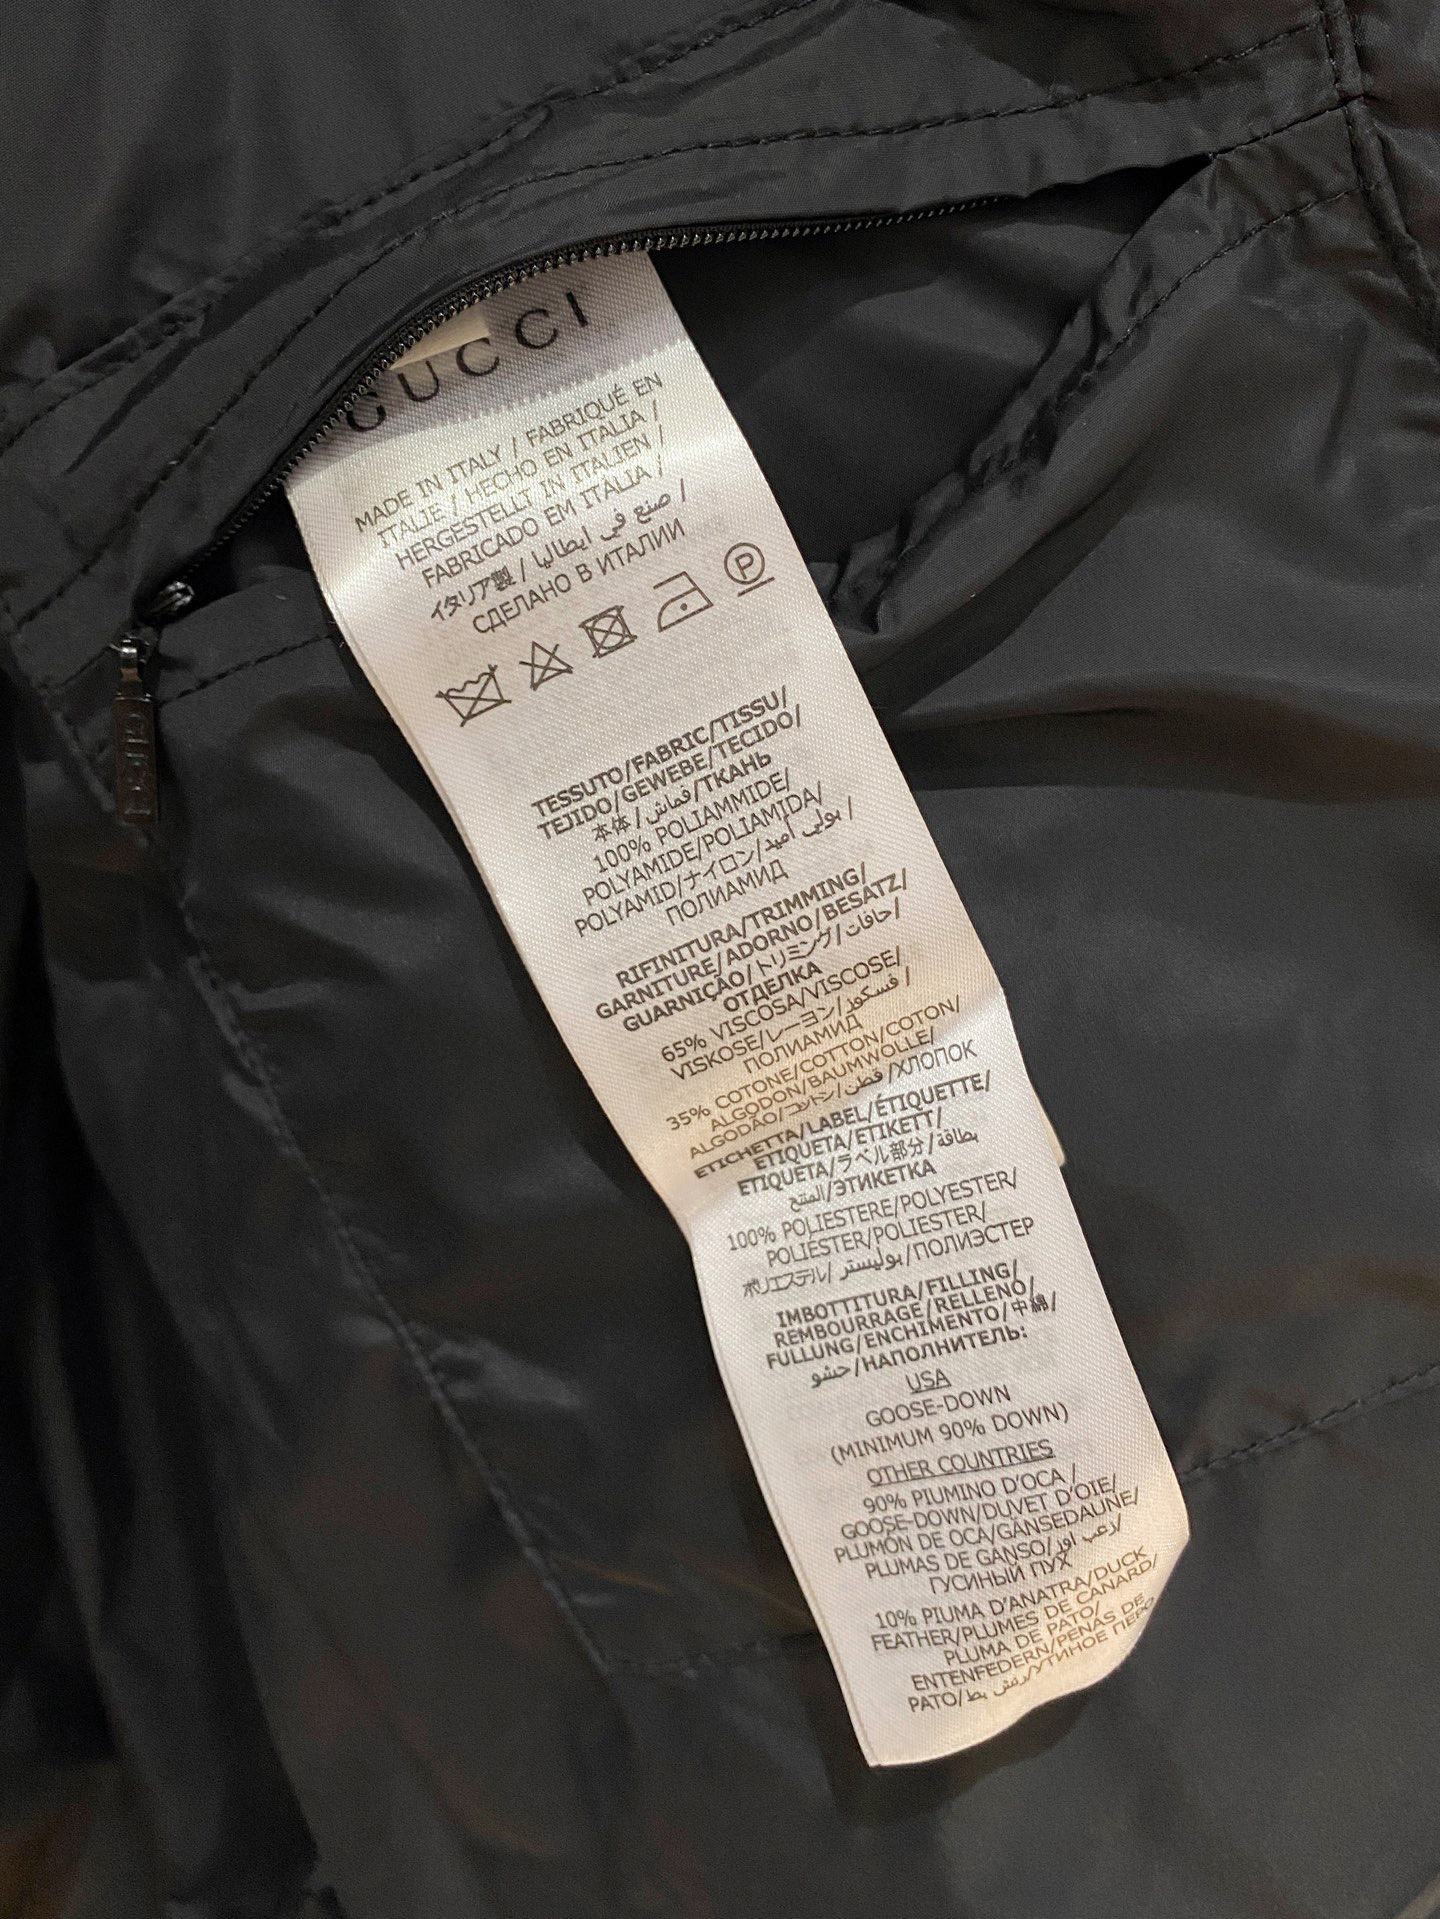 GUCCI
MADE IN ITALY / FABRIQUÉ EN
ITALIE / HECHO EN ITALIA /
HERGESTELLT IN ITALIEN /
FABRICADO EM ITALIA /
イタリア製 / صنع في ايطاليا /
СДЕЛАНО В ИТАЛИИ
P
TESSUTO/FABRIC/TISSU/
TEJIDO/GEWEBE/TECIDO/
本体/قماش/ТКАНЬ
100% POLIAMMIDE/
POLYAMIDE/POLIAMIDA/
POLYAMID/ナイロン/بولي أميد/
ПОЛИАМИД
RIFINITURA/TRIMMING/
GARNITURE/ADORNO/BESATZ/
GUARNIÇÃO/トリミング/حافات/
ОТДЕЛКА
65% VISCOSA/VISCOSE/
VISKOSE/レーヨン/فسكوز/
ПОЛИАМИД
35% COTONE/COTTON/COTON/
ALGODON/BAUMWOLLE/
ALGODÃO/コットン/قطن/ХЛОПОК
ETICHETTA/LABEL/ÉTIQUETTE/
ETIQUETA/ETIKETT/
ETIQUETA/ラベル部分/بطاقة
المنتج/ЭТИКЕТКА
100% POLIESTERE/POLYESTER/
POLIESTER/POLIESTER/
ポリエステル/بوليستر/ПОЛИЭСТЕР
IMBOTTITURA/FILLING/
REMBOURRAGE/RELLENO/
FULLUNG/ENCHIMENTO/中綿/
حشو/НАПОЛНИТЕЛЬ:
USA
GOOSE-DOWN
(MINIMUM 90% DOWN)
OTHER COUNTRIES
90% PIUMINO D'OCA /
GOOSE-DOWN/DUVET D'OIE/
PLUMÓN DE OCA/GÄNSEDAUNE/
PLUMAS DE GANSO/زغب اوز/
ГУСИНЫЙ ПУХ
10% PIUMA D'ANATRA/DUCK
FEATHER/PLUMES DE CANARD/
PLUMA DE PATO/
ENTENFEDERN/PENAS DE
PATO/ريش بط/УТИНОЕ ПЕРО
GUCCI